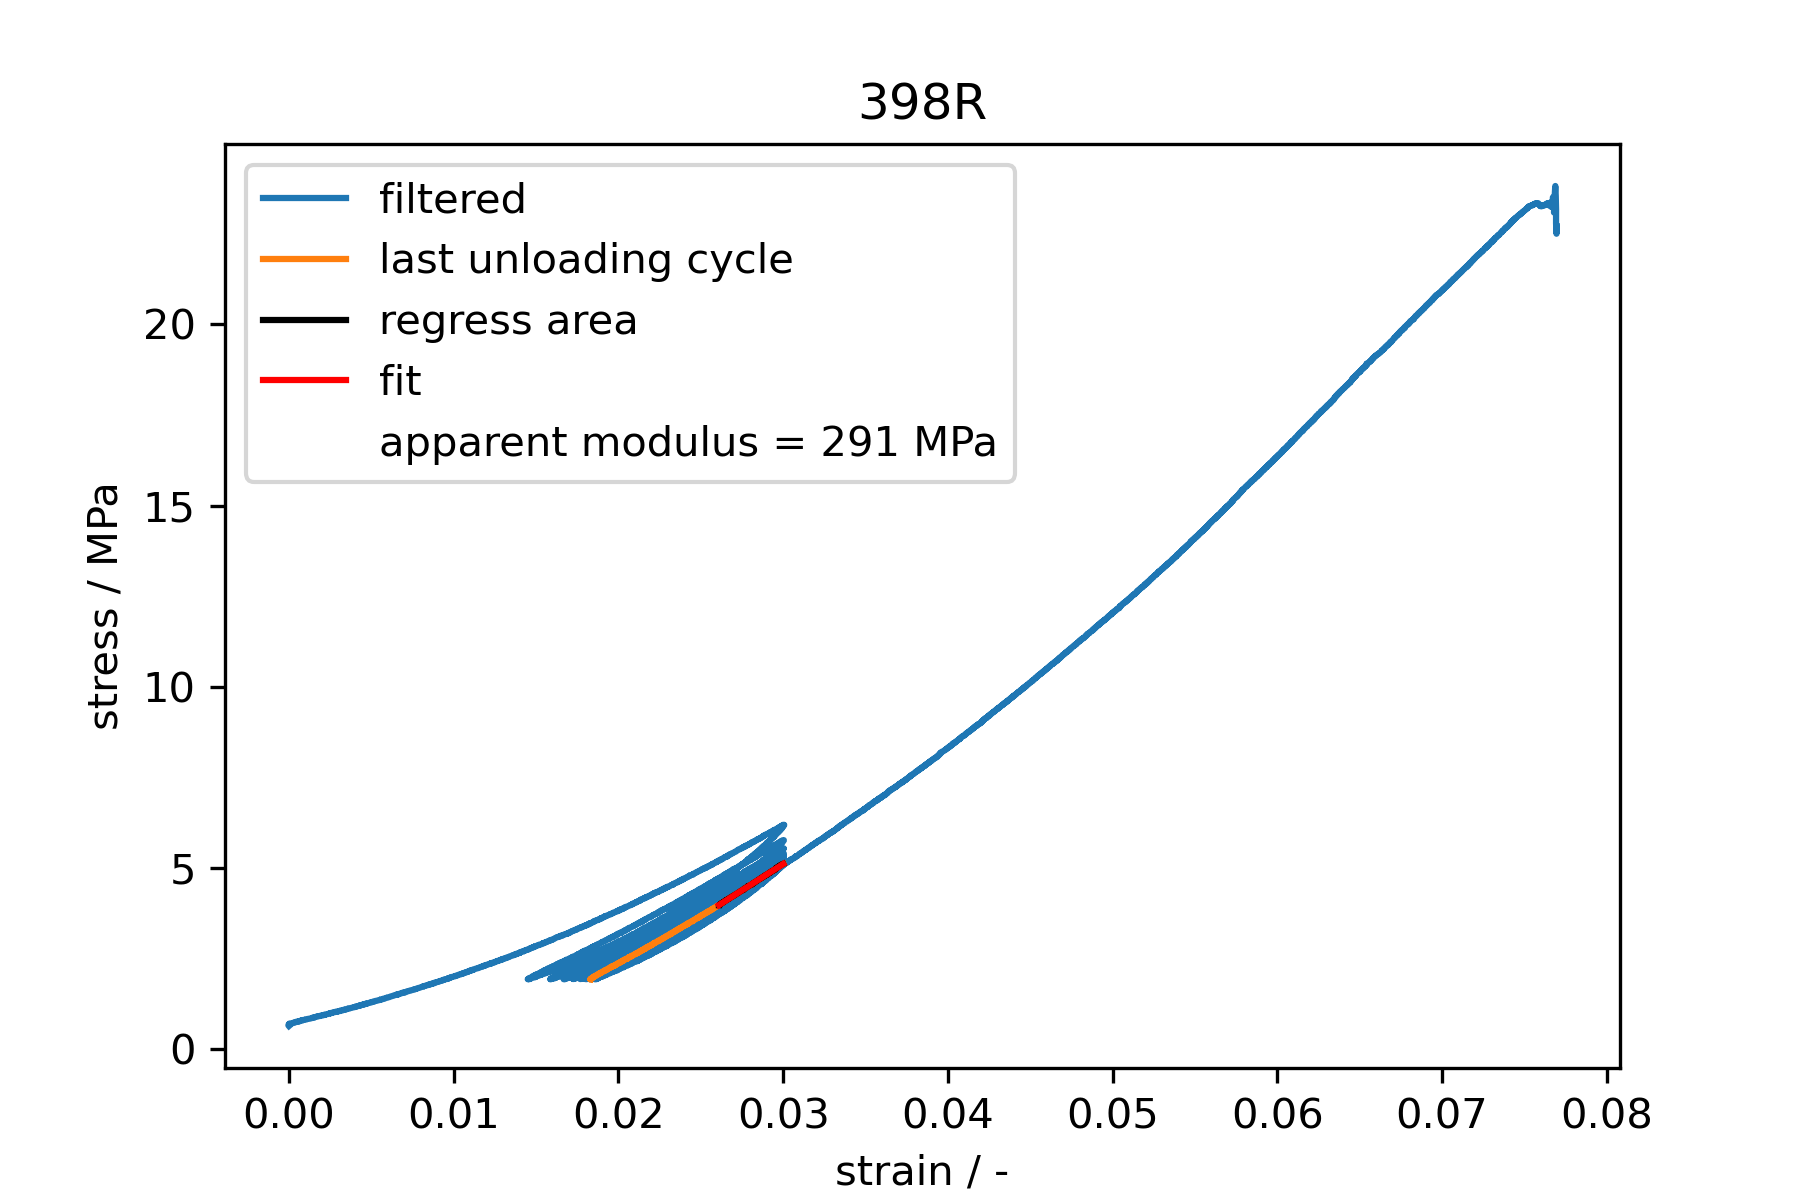 398R
filtered
last unloading cycle
regress area
fit
apparent modulus = 291 MPa
stress / MPa
20
15
10
5
0
0.00 0.01 0.02 0.03 0.04 0.05 0.06 0.07 0.08
strain / -